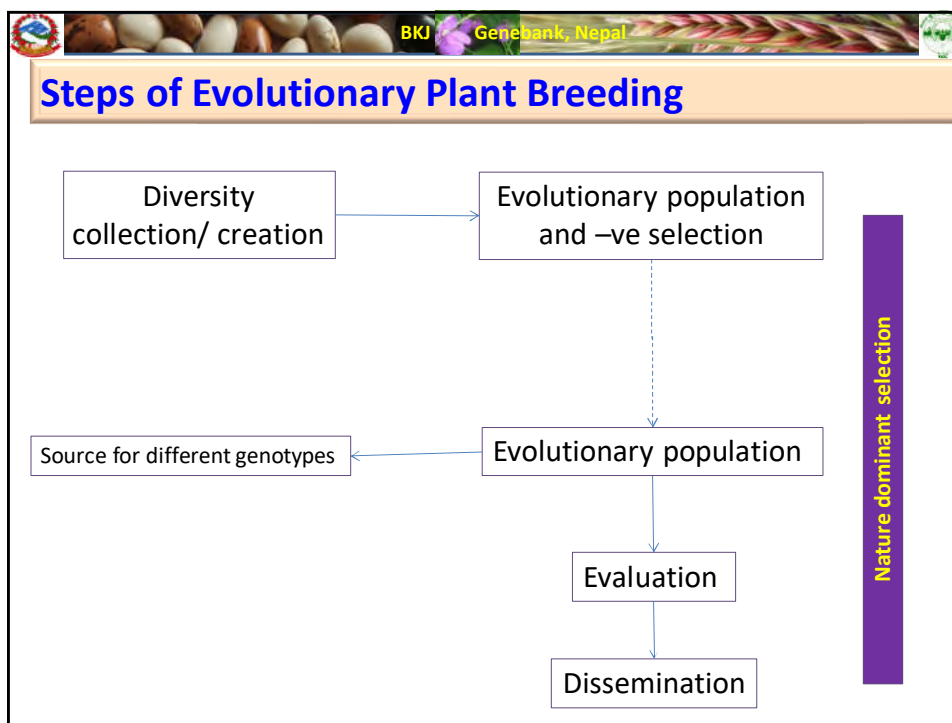 BKJ Genebank, Nepal
Steps of Evolutionary Plant Breeding
Diversity
collection/ creation
Evolutionary population
and –ve selection
Source for different genotypes
Evolutionary population
Evaluation
Dissemination
Nature dominant selection